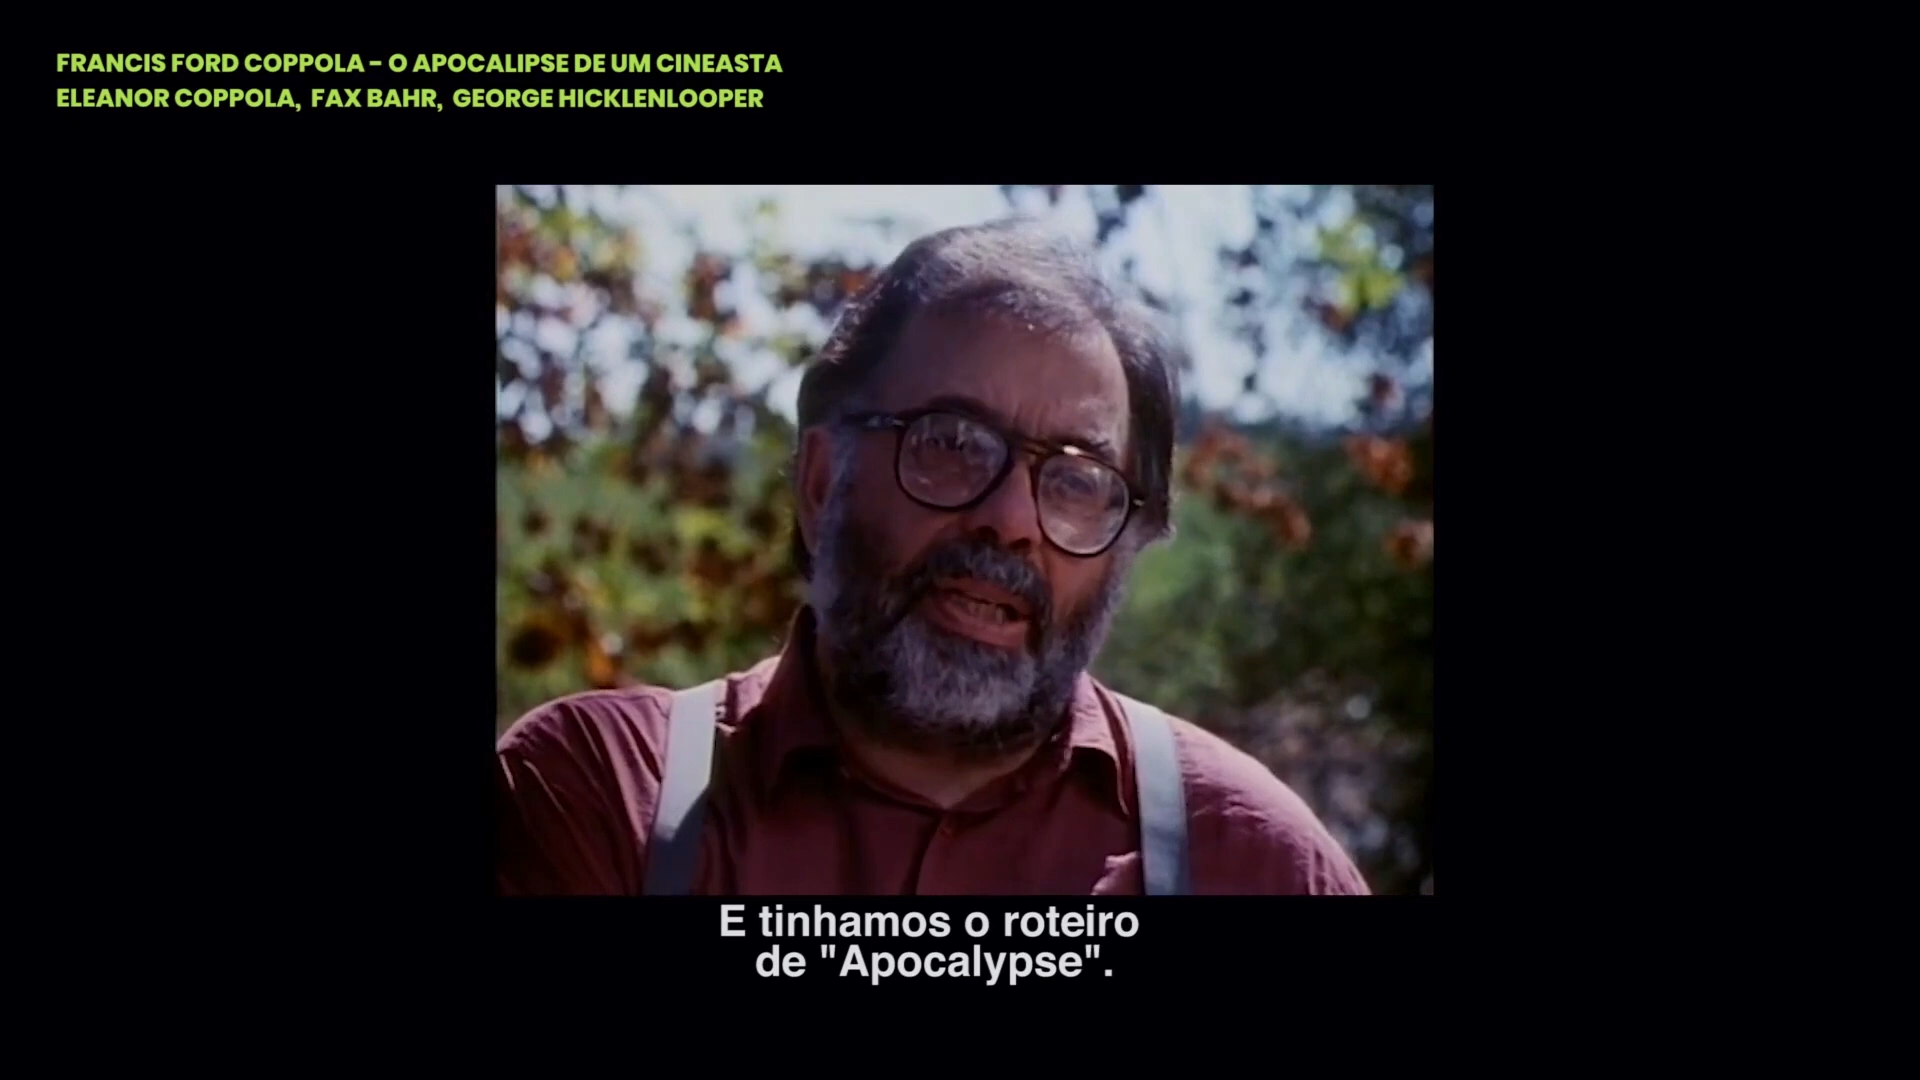 FRANCIS FORD COPPOLA – O APOCALIPSE DE UM CINEASTA
ELEANOR COPPOLA, FAX BAHR, GEORGE HICKLENLOOPER
E tinhamos o roteiro
de "Apocalypse".